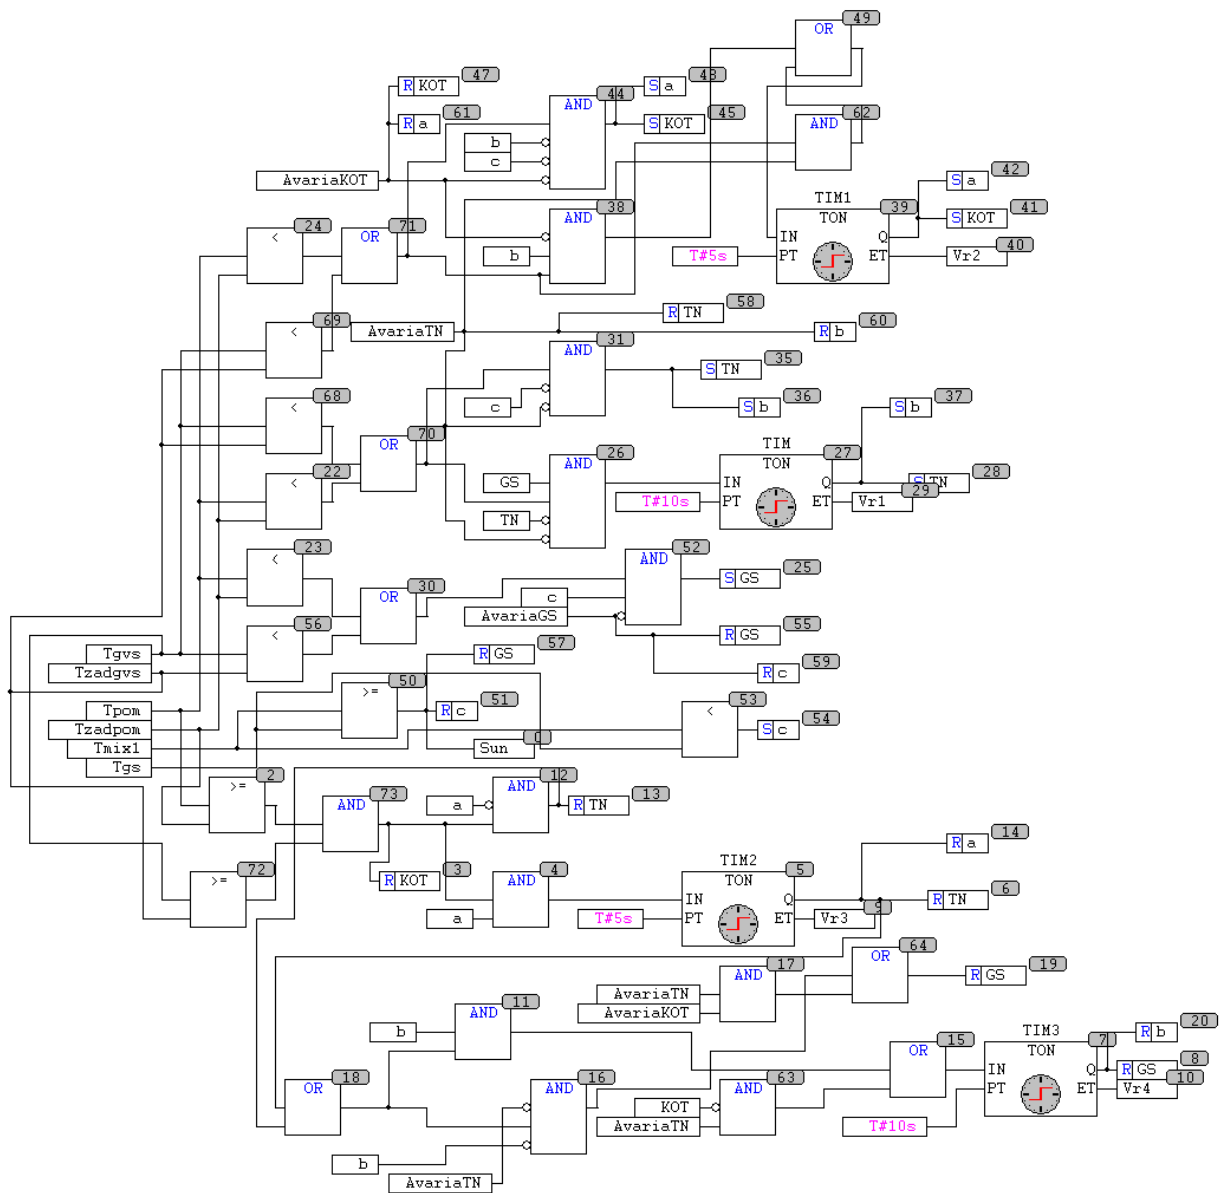 49
OR
47
R KOT
43
S a
44
AND
61
R a
45
S KOT
62
AND
b
c
AvariaKOT
42
S a
TIM1
38
AND
39
TON
41
S KOT
24
<
71
OR
IN
Q
40
b
T#5s
PT
ET
Vr2
58
R TN
69
<
AvariaTN
60
R b
31
AND
35
S TN
68
<
c
36
S b
37
S b
70
OR
TIM
26
AND
27
TON
22
<
GS
IN
Q
28
S TN
29
T#10s
PT
ET
Vr1
TN
23
<
52
AND
30
OR
25
S GS
c
AvariaGS
56
<
55
R GS
57
R GS
Tgvs
Tzadgvs
59
R c
50
>=
51
R c
53
<
54
S c
Tpom
Tzadpom
Tmix1
0
Sun
Tgs
2
>=
12
AND
73
AND
a
13
R TN
14
R a
TIM2
72
>=
3
R KOT
4
AND
5
TON
6
R TN
IN
Q
9
a
T#5s
PT
ET
Vr3
64
OR
17
AND
19
R GS
AvariaTN
AvariaKOT
11
AND
b
20
R b
TIM3
15
OR
7
TON
18
OR
16
AND
63
AND
IN
Q
8
R GS
10
PT
ET
Vr4
KOT
AvariaTN
T#10s
b
AvariaTN